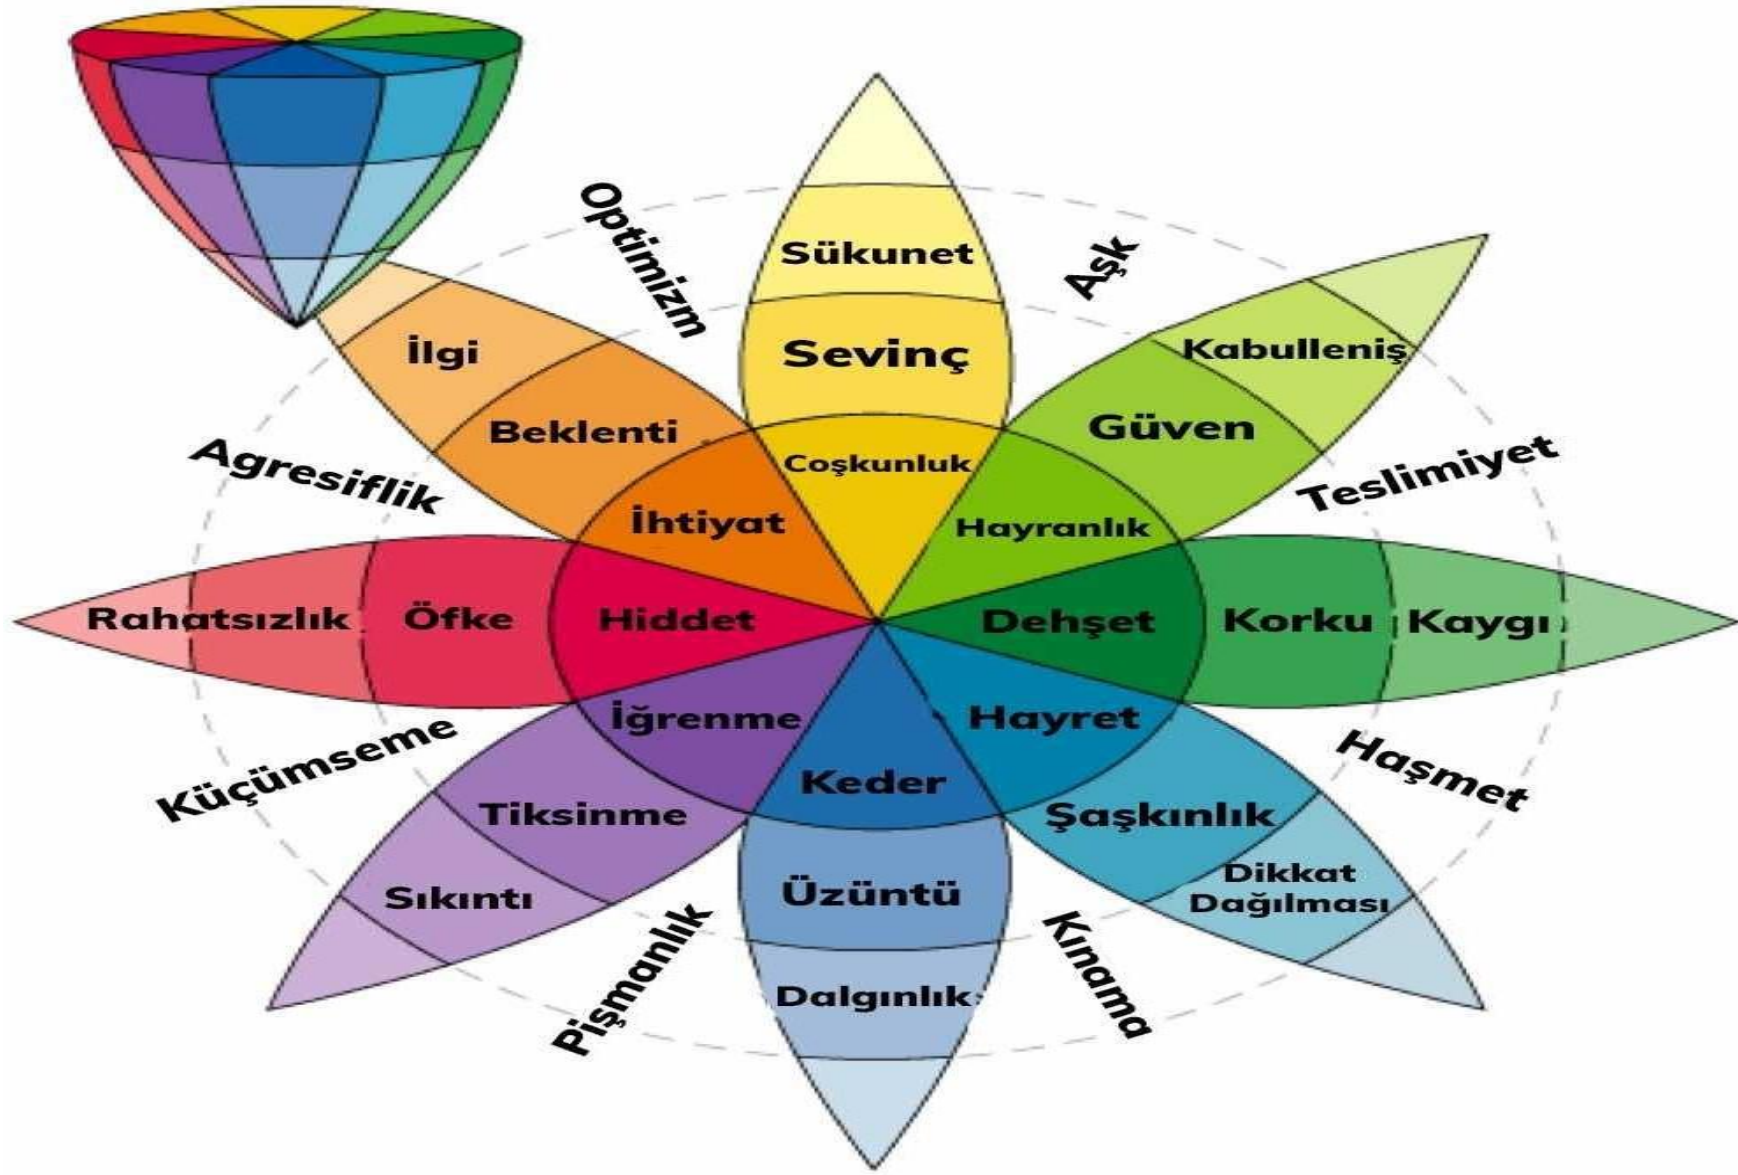 Optimizm
Aşk
Sükunet
İlgi
Sevinç
Kabulleniş
Beklenti
Güven
Coşkunluk
Agresiflik
Teslimiyet
İhtiyat
Hayranlık
Rahatsızlık
Öfke
Hiddet
Dehşet
Korku
Kaygı
İğrenme
Hayret
Küçümseme
Haşmet
Keder
Tiksinme
Şaşkınlık
Sıkıntı
Üzüntü
Dikkat
Dağılması
Pişmanlık
Kınama
Dalgınlık